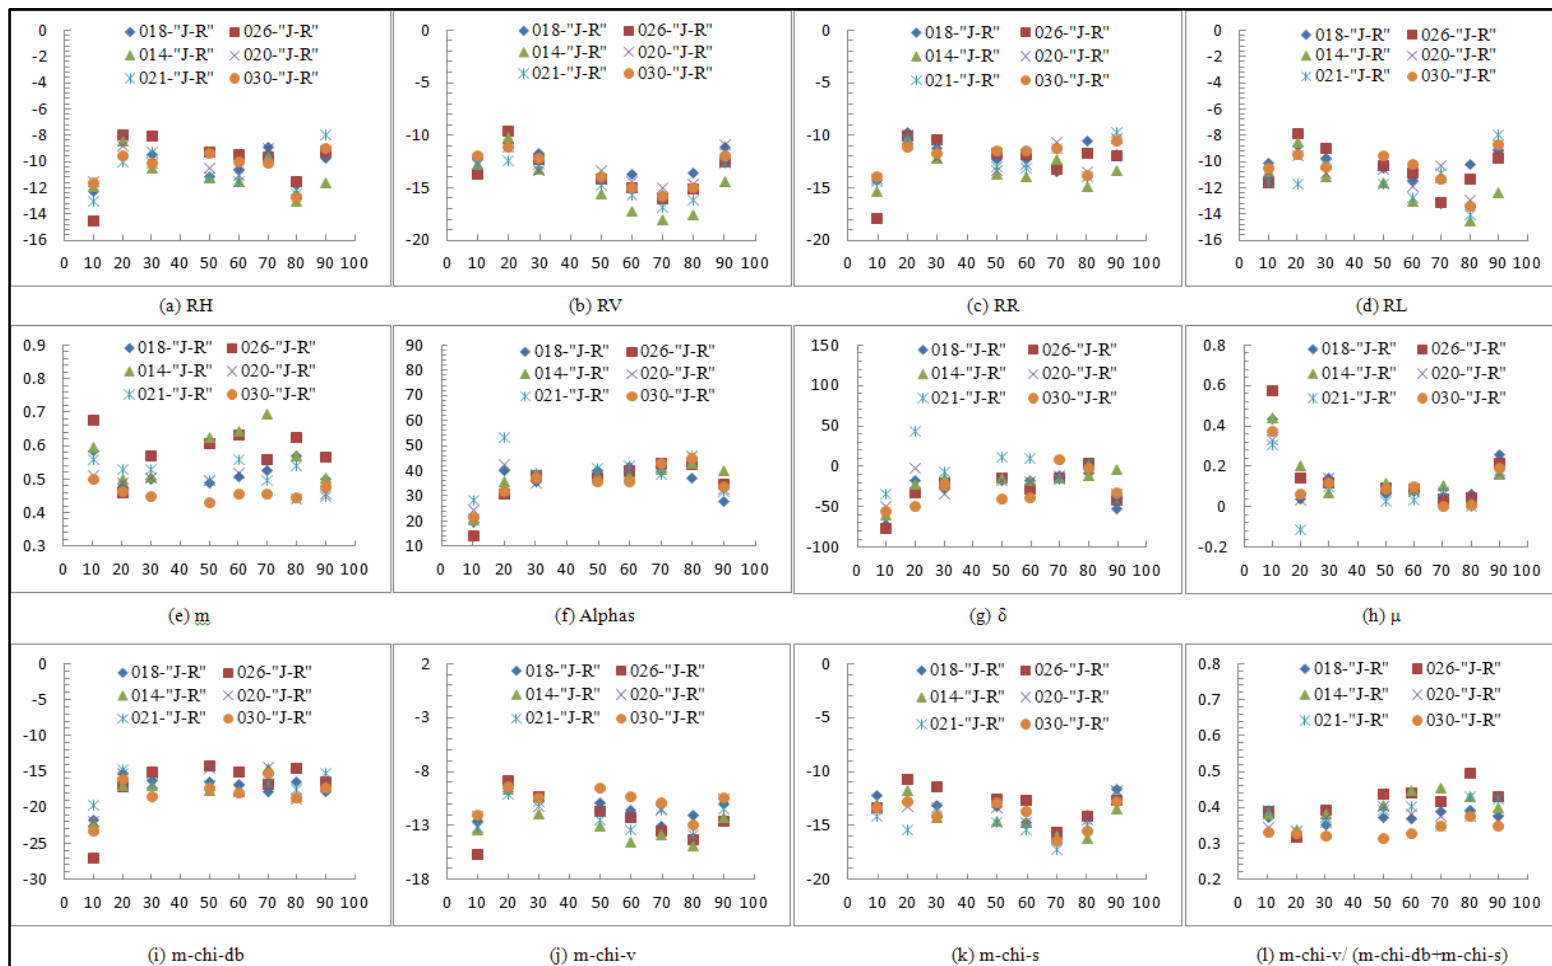 018-"J-R" 026-"J-R"
014-"J-R" 020-"J-R"
021-"J-R" 030-"J-R"
0
-2
-4
-6
-8
-10
-12
-14
-16
0 10 20 30 40 50 60 70 80 90 100
(a) RH
018-"J-R" 026-"J-R"
014-"J-R" 020-"J-R"
021-"J-R" 030-"J-R"
0
-5
-10
-15
-20
0 10 20 30 40 50 60 70 80 90 100
(b) RV
018-"J-R" 026-"J-R"
014-"J-R" 020-"J-R"
021-"J-R" 030-"J-R"
0
-5
-10
-15
-20
0 10 20 30 40 50 60 70 80 90 100
(c) RR
018-"J-R" 026-"J-R"
014-"J-R" 020-"J-R"
021-"J-R" 030-"J-R"
0
-2
-4
-6
-8
-10
-12
-14
-16
0 10 20 30 40 50 60 70 80 90 100
(d) RL
018-"J-R" 026-"J-R"
014-"J-R" 020-"J-R"
021-"J-R" 030-"J-R"
0.9
0.8
0.7
0.6
0.5
0.4
0.3
0 10 20 30 40 50 60 70 80 90 100
(e) m
018-"J-R" 026-"J-R"
014-"J-R" 020-"J-R"
021-"J-R" 030-"J-R"
90
80
70
60
50
40
30
20
10
0 10 20 30 40 50 60 70 80 90 100
(f) Alphas
018-"J-R" 026-"J-R"
014-"J-R" 020-"J-R"
021-"J-R" 030-"J-R"
150
100
50
0
-50
-100
0 10 20 30 40 50 60 70 80 90 100
(g) δ
018-"J-R" 026-"J-R"
014-"J-R" 020-"J-R"
021-"J-R" 030-"J-R"
0.8
0.6
0.4
0.2
0
-0.2
0 10 20 30 40 50 60 70 80 90 100
(h) μ
018-"J-R" 026-"J-R"
014-"J-R" 020-"J-R"
021-"J-R" 030-"J-R"
0
-5
-10
-15
-20
-25
-30
0 10 20 30 40 50 60 70 80 90 100
(i) m-chi-db
018-"J-R" 026-"J-R"
014-"J-R" 020-"J-R"
021-"J-R" 030-"J-R"
2
-3
-8
-13
-18
0 10 20 30 40 50 60 70 80 90 100
(j) m-chi-v
018-"J-R" 026-"J-R"
014-"J-R" 020-"J-R"
021-"J-R" 030-"J-R"
0
-5
-10
-15
-20
0 10 20 30 40 50 60 70 80 90 100
(k) m-chi-s
018-"J-R" 026-"J-R"
014-"J-R" 020-"J-R"
021-"J-R" 030-"J-R"
0.8
0.7
0.6
0.5
0.4
0.3
0.2
0 10 20 30 40 50 60 70 80 90 100
(l) m-chi-v/ (m-chi-db+m-chi-s)